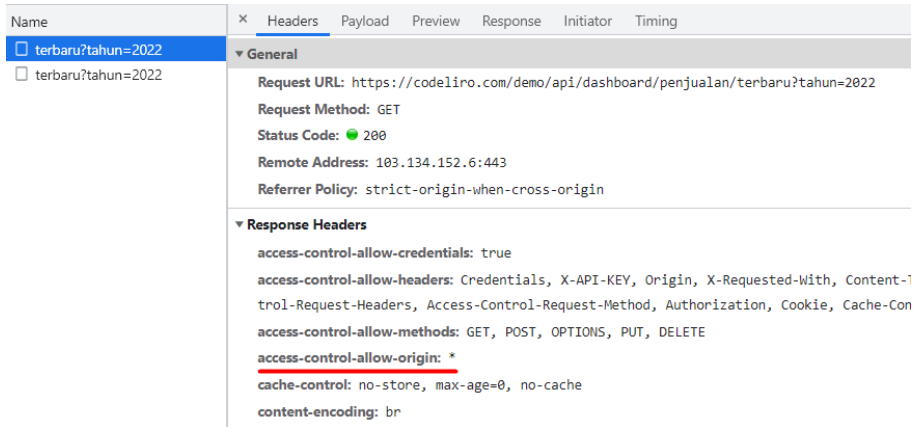 Name
terbaru?tahun=2022
terbaru?tahun=2022
× Headers Payload Preview Response Initiator Timing
▾ General
Request URL: https://codeliro.com/demo/api/dashboard/penjualan/terbaru?tahun=2022
Request Method: GET
Status Code: 200
Remote Address: 103.134.152.6:443
Referrer Policy: strict-origin-when-cross-origin
▾ Response Headers
access-control-allow-credentials: true
access-control-allow-headers: Credentials, X-API-KEY, Origin, X-Requested-With, Content-
trol-Request-Headers, Access-Control-Request-Method, Authorization, Cookie, Cache-Con
access-control-allow-methods: GET, POST, OPTIONS, PUT, DELETE
access-control-allow-origin: *
cache-control: no-store, max-age=0, no-cache
content-encoding: br